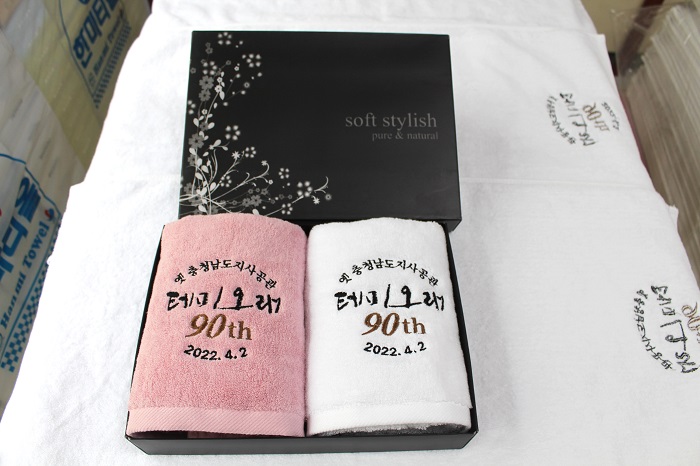 soft stylish
pure & natural
옛 충청남도지사공관
테미오래
90th
2022.4.2
옛 충청남도지사공관
테미오래
90th
2022.4.2
Hanmi Towel